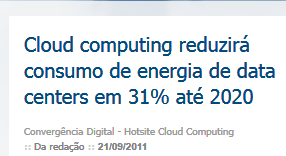 Cloud computing reduzirá
consumo de energia de data
centers em 31% até 2020
Convergência Digital - Hotsite Cloud Computing
:: Da redação :: 21/09/2011